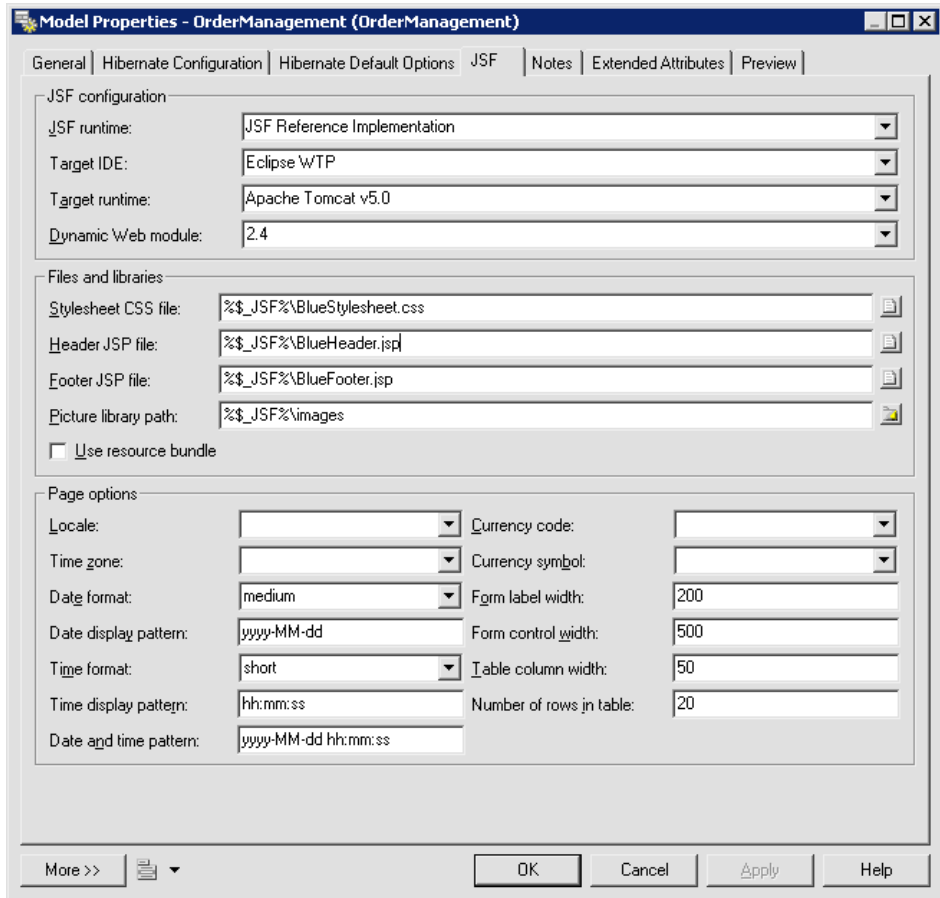 Model Properties - OrderManagement (OrderManagement)
General Hibernate Configuration Hibernate Default Options JSF Notes Extended Attributes Preview
JSF configuration
JSF runtime: JSF Reference Implementation
Target IDE: Eclipse WTP
Target runtime: Apache Tomcat v5.0
Dynamic Web module: 2.4
Files and libraries
Stylesheet CSS file: %$_JSF%\BlueStylesheet.css
Header JSP file: %$_JSF%\BlueHeader.jsp
Footer JSP file: %$_JSF%\BlueFooter.jsp
Picture library path: %$_JSF%\images
Use resource bundle
Page options
Locale: Currency code:
Time zone: Currency symbol:
Date format: medium Form label width: 200
Date display pattern: yyyy-MM-dd Form control width: 500
Time format: short Table column width: 50
Time display pattern: hh:mm:ss Number of rows in table: 20
Date and time pattern: yyyy-MM-dd hh:mm:ss
More >> OK Cancel Apply Help